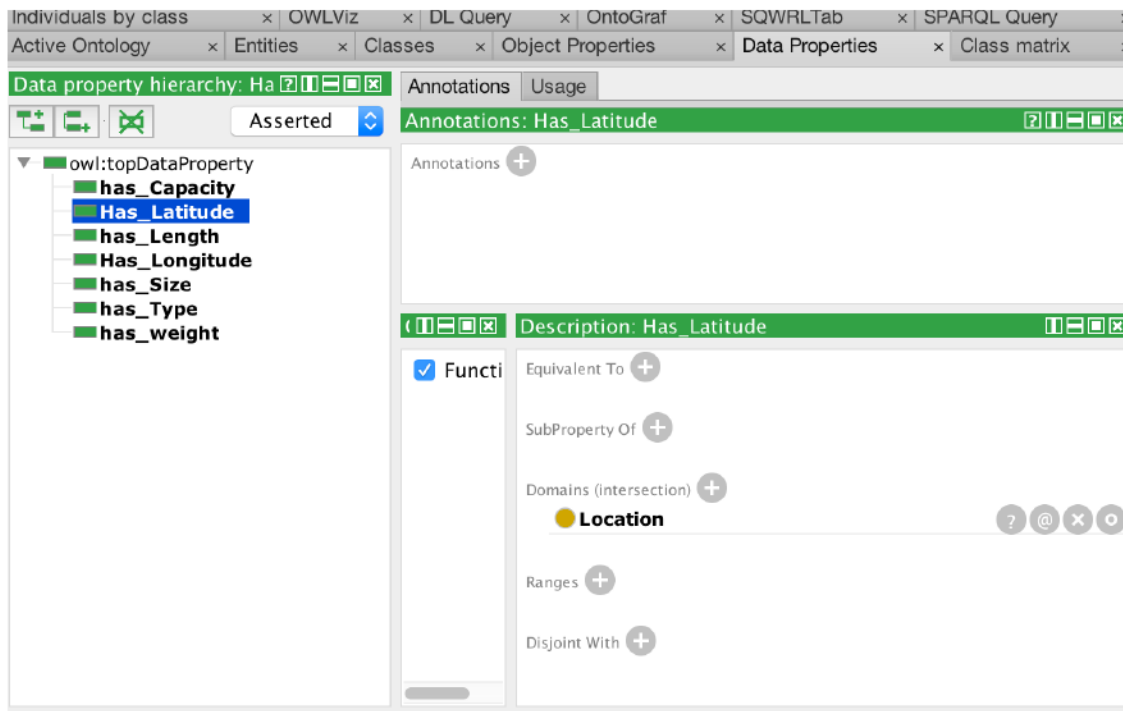 Individuals by class × OWLViz × DL Query × OntoGraf × SQWRLTab × SPARQL Query
Active Ontology × Entities × Classes × Object Properties × Data Properties × Class matrix
Data property hierarchy: Ha
Asserted
owl:topDataProperty
has_Capacity
Has_Latitude
has_Length
Has_Longitude
has_Size
has_Type
has_weight
Annotations Usage
Annotations: Has_Latitude
Annotations
Functi
Description: Has_Latitude
Equivalent To
SubProperty Of
Domains (intersection)
Location
Ranges
Disjoint With